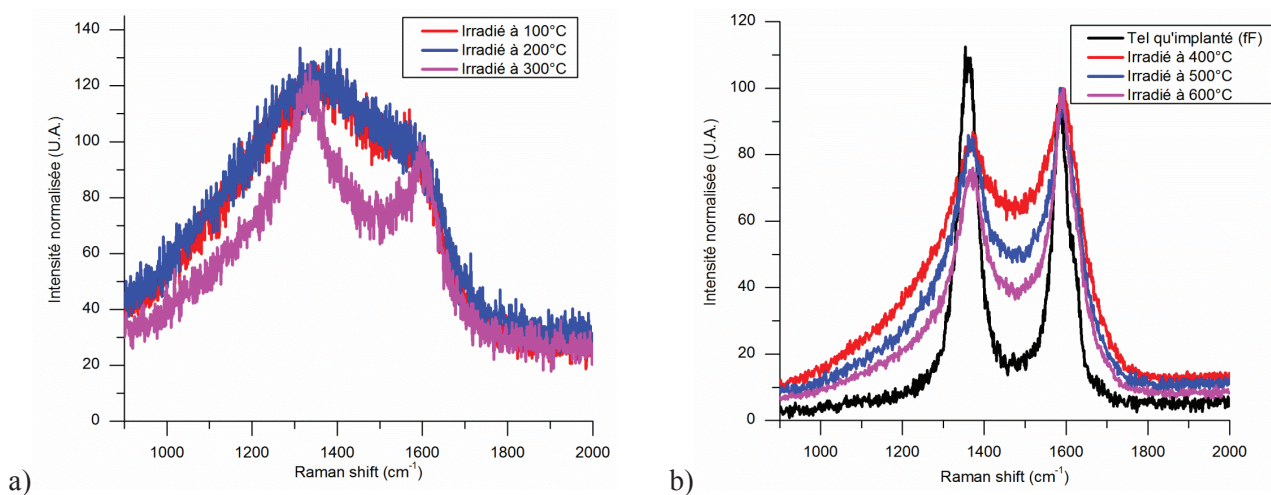 140
120
100
80
60
40
20
0
Intensité normalisée (U.A.)
Irradié à 100°C
Irradié à 200°C
Irradié à 300°C
1000 1200 1400 1600 1800 2000
Raman shift (cm⁻¹)
a)
120
100
80
60
40
20
0
Intensité normalisée (U.A.)
Tel qu'implanté (fF)
Irradié à 400°C
Irradié à 500°C
Irradié à 600°C
1000 1200 1400 1600 1800 2000
Raman shift (cm⁻¹)
b)